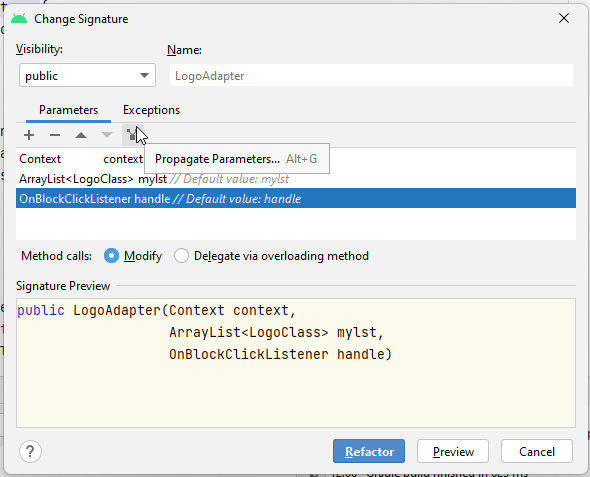 Change Signature
Visibility:
Name:
public
LogoAdapter
Parameters
Exceptions
Propagate Parameters... Alt+G
Context context
ArrayList<LogoClass> mylst // Default value: mylst
OnBlockClickListener handle // Default value: handle
Method calls:
Modify
Delegate via overloading method
Signature Preview
public LogoAdapter(Context context,
ArrayList<LogoClass> mylst,
OnBlockClickListener handle)
?
Refactor
Preview
Cancel